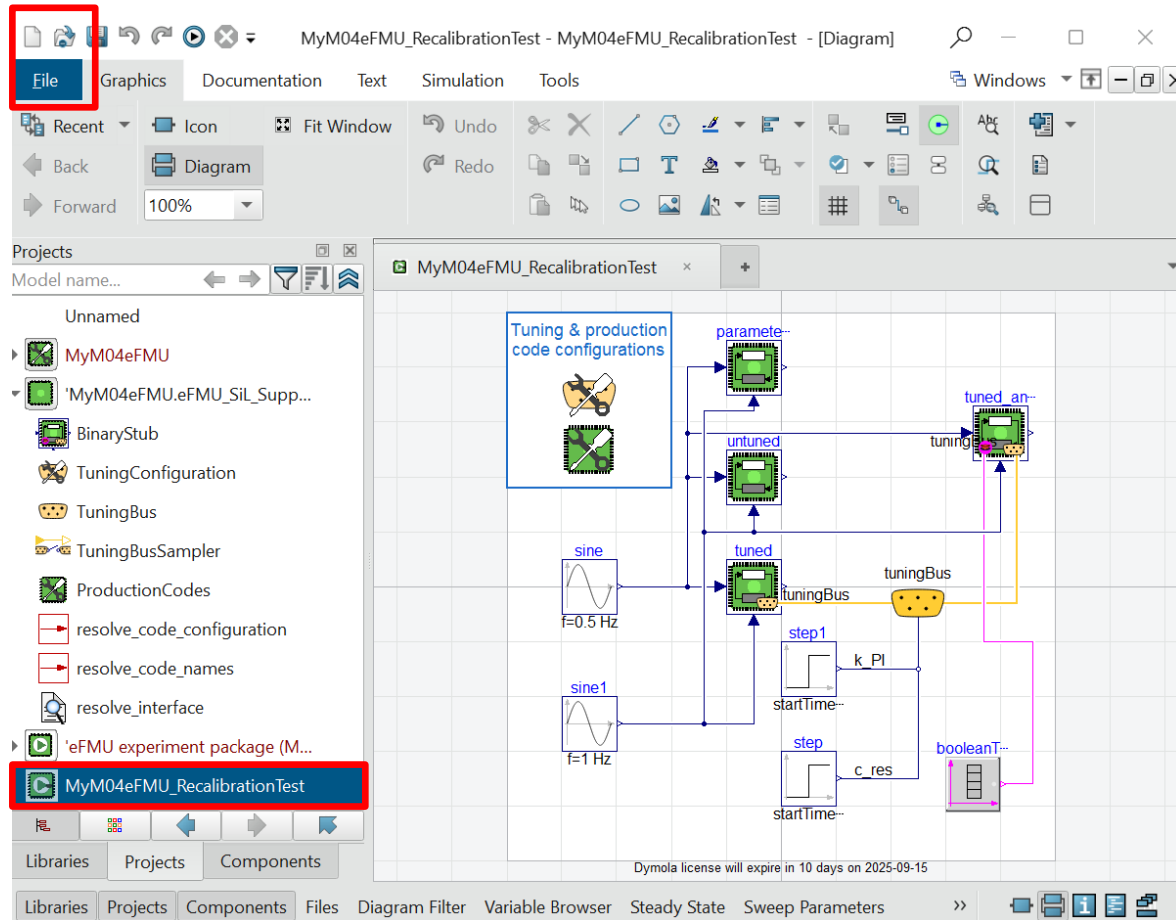 MyM04eFMU_RecalibrationTest - MyM04eFMU_RecalibrationTest - [Diagram]
File Graphics Documentation Text Simulation Tools Windows
Recent Icon Fit Window Undo Abc
Back Diagram Redo
Forward 100%
Projects
Model name...
Unnamed
MyM04eFMU
'MyM04eFMU.eFMU_SiL_Supp...
BinaryStub
TuningConfiguration
TuningBus
TuningBusSampler
ProductionCodes
resolve_code_configuration
resolve_code_names
resolve_interface
'eFMU experiment package (M...
MyM04eFMU_RecalibrationTest
Libraries Projects Components
MyM04eFMU_RecalibrationTest
Tuning & production
code configurations
paramete...
untuned
tuned_an...
tuningBus
sine
f=0.5 Hz
tuned
tuningBus
tuningBus
step1
k_PI
startTime...
sine1
f=1 Hz
step
c_res
startTime...
booleanT...
Dymola license will expire in 10 days on 2025-09-15
Libraries Projects Components Files Diagram Filter Variable Browser Steady State Sweep Parameters